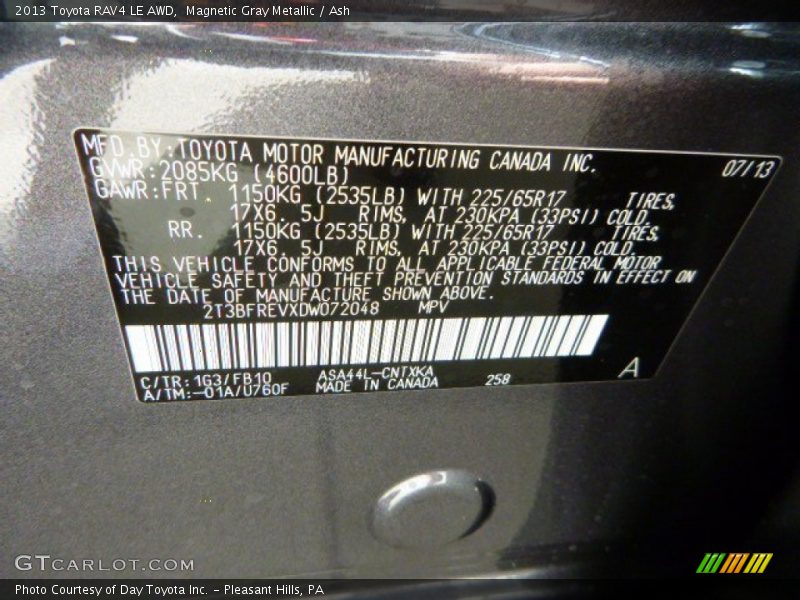 2013 Toyota RAV4 LE AWD, Magnetic Gray Metallic / Ash
MFD. BY: TOYOTA MOTOR MANUFACTURING CANADA INC. 07/13
GVWR: 2085KG (4600LB)
GAWR: FRT. 1150KG (2535LB) WITH 225/65R17 TIRES,
17X6. 5J RIMS, AT 230KPA (33PSI) COLD.
RR. 1150KG (2535LB) WITH 225/65R17 TIRES,
17X6. 5J RIMS, AT 230KPA (33PSI) COLD.
THIS VEHICLE CONFORMS TO ALL APPLICABLE FEDERAL MOTOR
VEHICLE SAFETY AND THEFT PREVENTION STANDARDS IN EFFECT ON
THE DATE OF MANUFACTURE SHOWN ABOVE.
2T3BFREVXDW072048 MPV
C/TR: 1G3/FB10 ASA44L-CNTXKA
A/TM: -01A/U760F MADE IN CANADA 258 A
GTCARLOT.COM
Photo Courtesy of Day Toyota Inc. - Pleasant Hills, PA